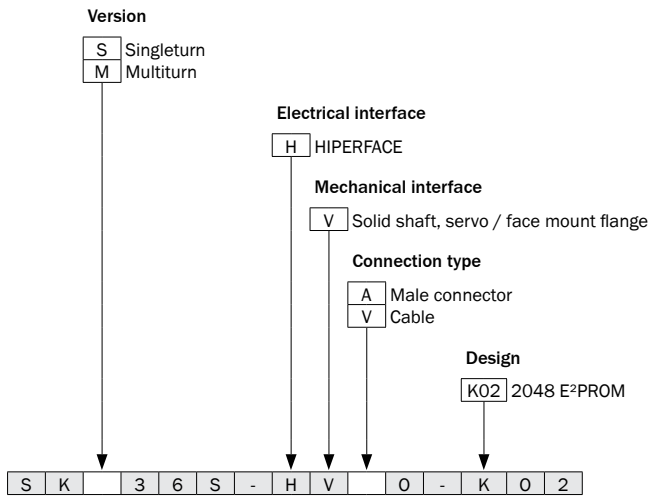 Version
S Singleturn
M Multiturn
Electrical interface
H HIPERFACE
Mechanical interface
V Solid shaft, servo / face mount flange
Connection type
A Male connector
V Cable
Design
K02 2048 E²PROM
S K 3 6 S - H V 0 - K 0 2